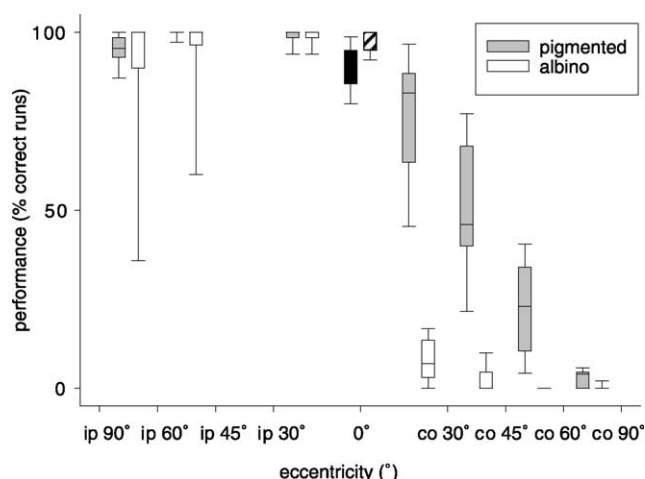 100
50
0
performance (% correct runs)
pigmented
albino
ip 90° ip 60° ip 45° ip 30° 0° co 30° co 45° co 60° co 90°
eccentricity (°)